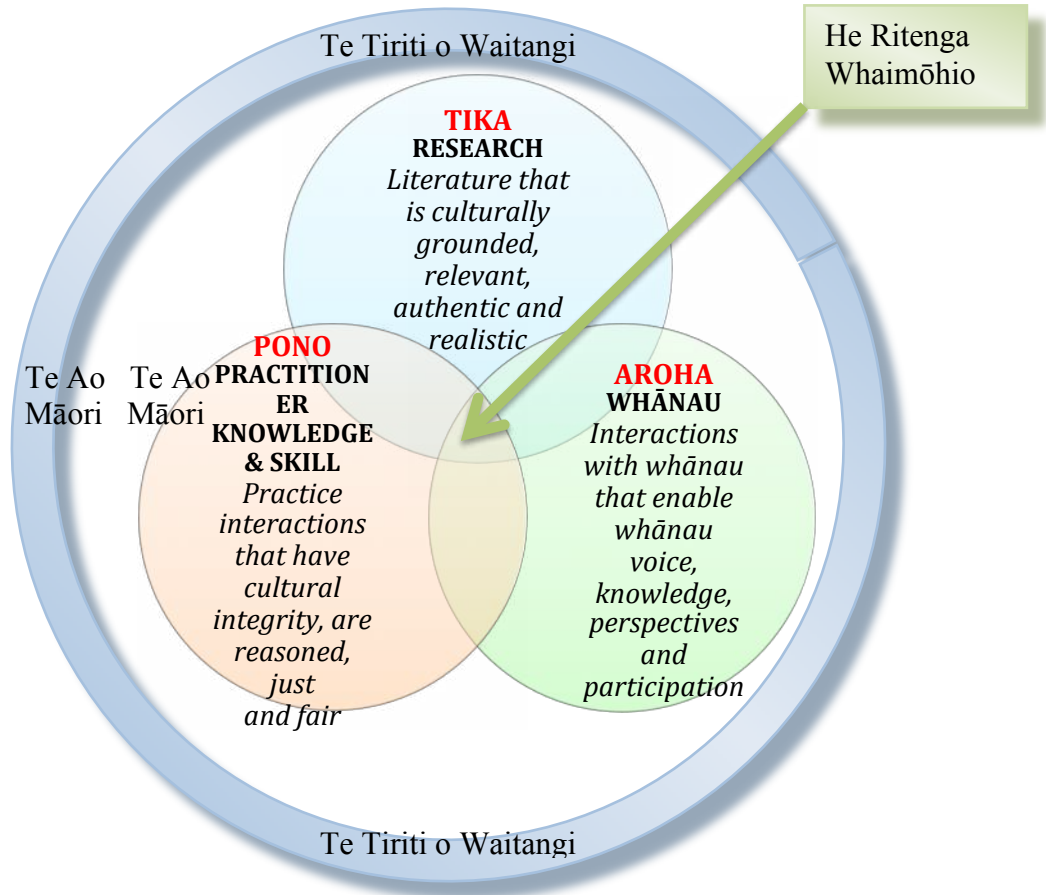 Te Tiriti o Waitangi
He Ritenga
Whaimōhio
TIKA
RESEARCH
Literature that
is culturally
grounded,
relevant,
authentic and
realistic
Te Ao
Māori
Te Ao
Māori
PONO
PRACTITION
ER
KNOWLEDGE
& SKILL
Practice
interactions
that have
cultural
integrity, are
reasoned,
just
and fair
AROHA
WHĀNAU
Interactions
with whānau
that enable
whānau
voice,
knowledge,
perspectives
and
participation
Te Tiriti o Waitangi